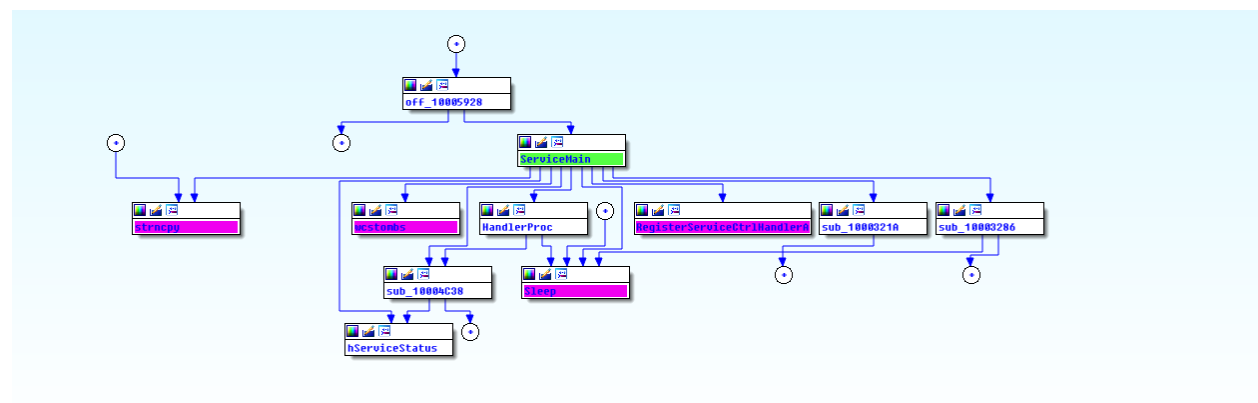 off_10005928
ServiceMain
strncpy
wcstombs
HandlerProc
RegisterServiceCtrlHandlerA
sub_1000321A
sub_10003286
sub_10004C38
Sleep
hServiceStatus